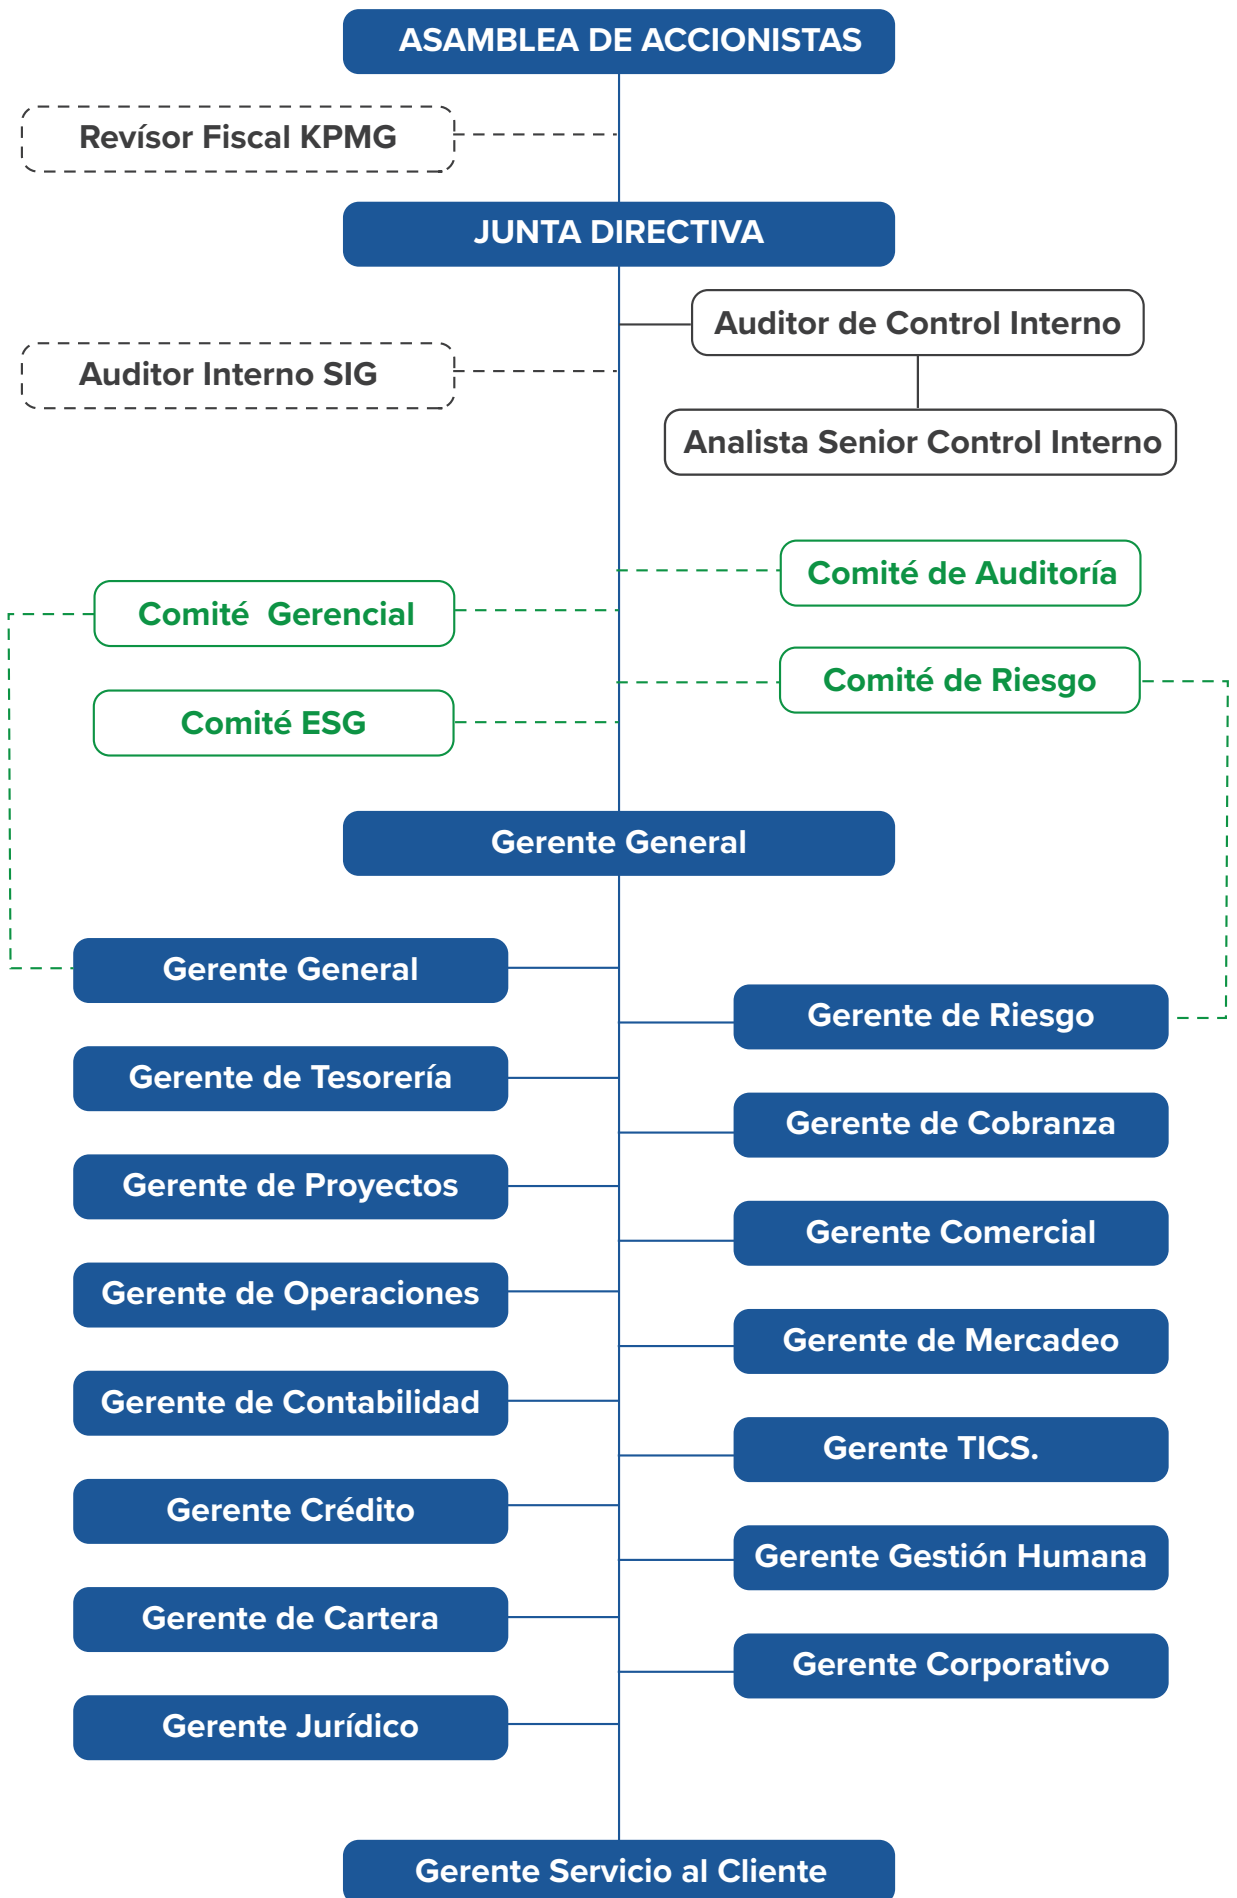 ASAMBLEA DE ACCIONISTAS
Revísor Fiscal KPMG
JUNTA DIRECTIVA
Auditor de Control Interno
Auditor Interno SIG
Analista Senior Control Interno
Comité de Auditoría
Comité Gerencial
Comité de Riesgo
Comité ESG
Gerente General
Gerente General
Gerente de Riesgo
Gerente de Tesorería
Gerente de Cobranza
Gerente de Proyectos
Gerente Comercial
Gerente de Operaciones
Gerente de Mercadeo
Gerente de Contabilidad
Gerente TICS.
Gerente Crédito
Gerente Gestión Humana
Gerente de Cartera
Gerente Corporativo
Gerente Jurídico
Gerente Servicio al Cliente